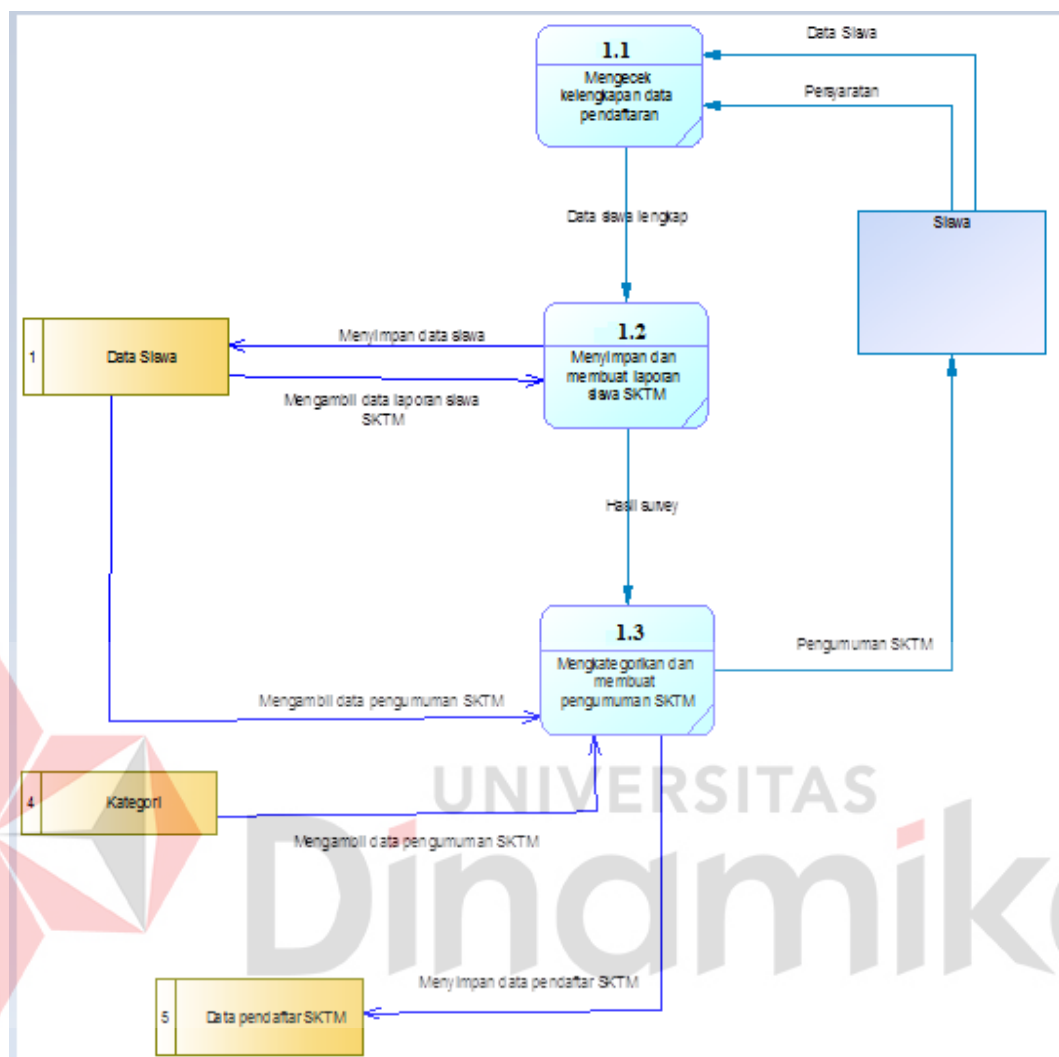 Data Siswa
1.1
Mengecek
kelengkapan data
pendaftaran
Persyaratan
Data siswa lengkap
Siswa
1.2
Menyimpan dan
membuat laporan
siswa SKTM
Menyimpan data siswa
1
Data Siswa
Mengambil data laporan siswa
SKTM
Hasil survey
1.3
Mengkategorikan dan
membuat
pengumuman SKTM
Pengumuman SKTM
Mengambil data pengumuman SKTM
4
Kategori
Mengambil data pengumuman SKTM
UNIVERSITAS
Dinamika
Menyimpan data pendaftar SKTM
5
Data pendaftar SKTM